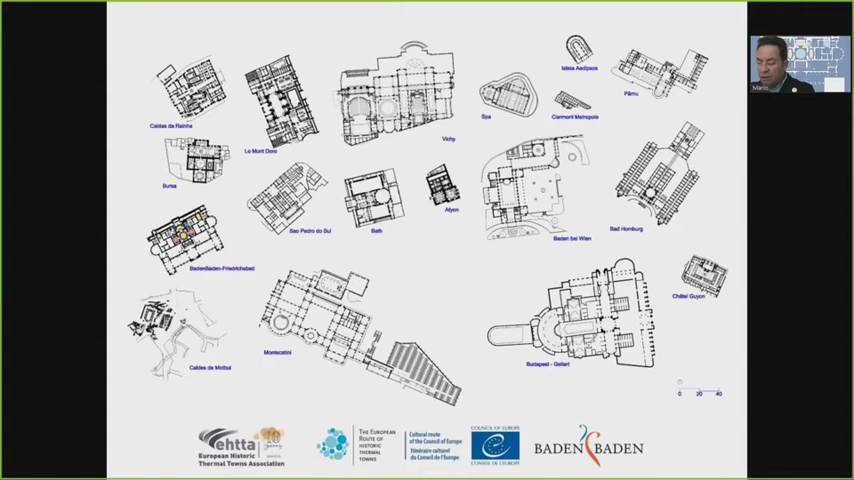 Mario
Caldas da Rainha
Le Mont Dore
Vichy
Spa
Istiaia Aedipsos
Clermont Metropole
Pärnu
Bursa
Sao Pedro do Sul
Bath
Afyon
Baden bei Wien
Bad Homburg
BadenBaden-Friedrichsbad
Châtel Guyon
Caldes de Motbui
Montecatini
Budapest - Gellert
0 20 40
ehtta
European Historic
Thermal Towns Association
THE EUROPEAN
ROUTE OF
HISTORIC
THERMAL
TOWNS
Cultural route
of the Council of Europe
Itinéraire culturel
du Conseil de l'Europe
COUNCIL OF EUROPE
CONSEIL DE L'EUROPE
BADEN BADEN